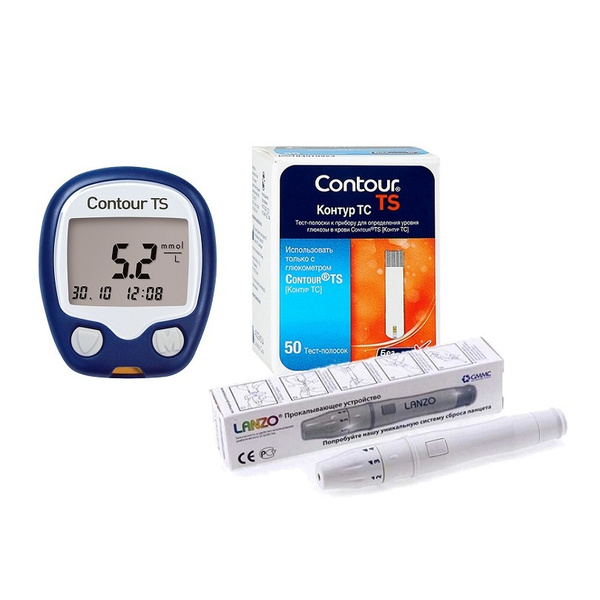 Contour TS
5.2 mmol
L
30.10 12:08
M
Contour®
TS
Контур ТС
Тест-полоски к прибору для определения уровня
глюкозы в крови Contour®TS [Контур ТС]
Использовать
только с
глюкометром
Contour®TS
[Контур ТС]
50 Тест-полосок
Без
GMMC
LANZO® Прокалывающее устройство
LANZO
Попробуйте нашу уникальную систему сброса ланцета
CE